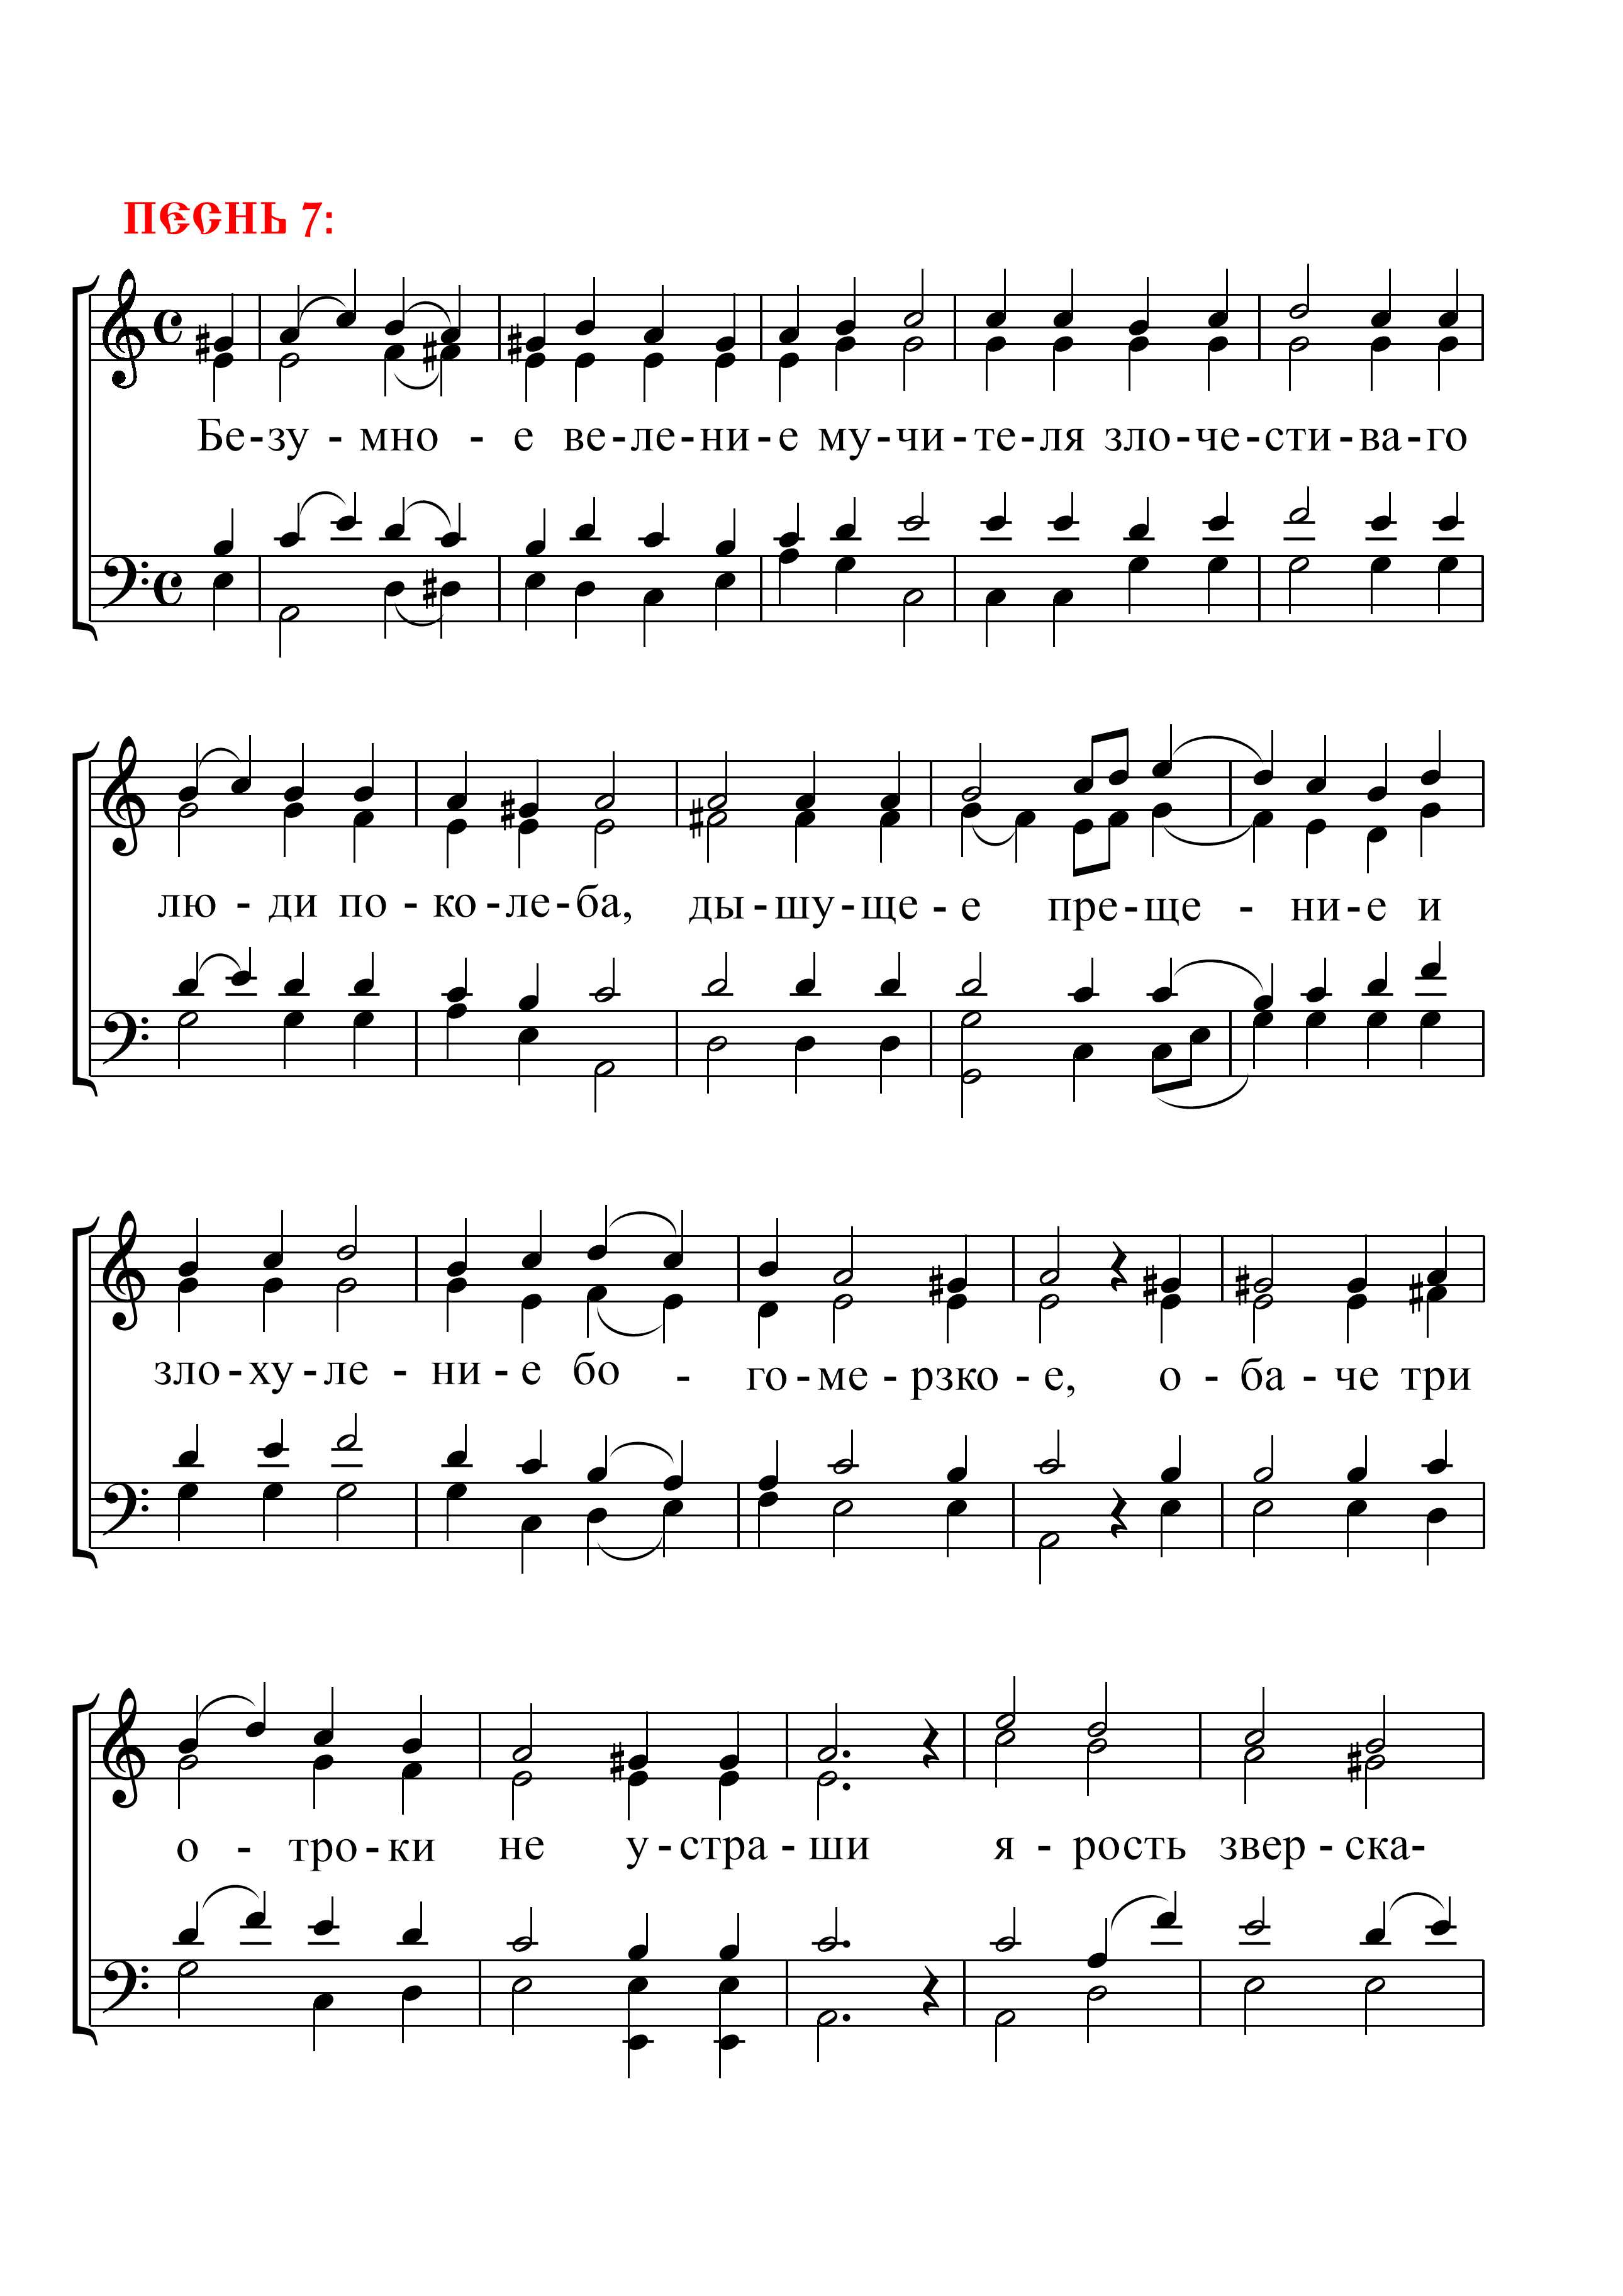 ПЕСНЬ 7:
Бе-зу - мно - е ве-ле-ни-е му-чи-те-ля зло-че-сти-ва-го
лю - ди по - ко-ле-ба, ды-шу-ще-е пре-ще - ни-е и
зло-ху-ле - ни-е бо - го-ме-рзко-е, о - ба-че три
о - тро-ки не у-стра-ши я - рость звер-ска-